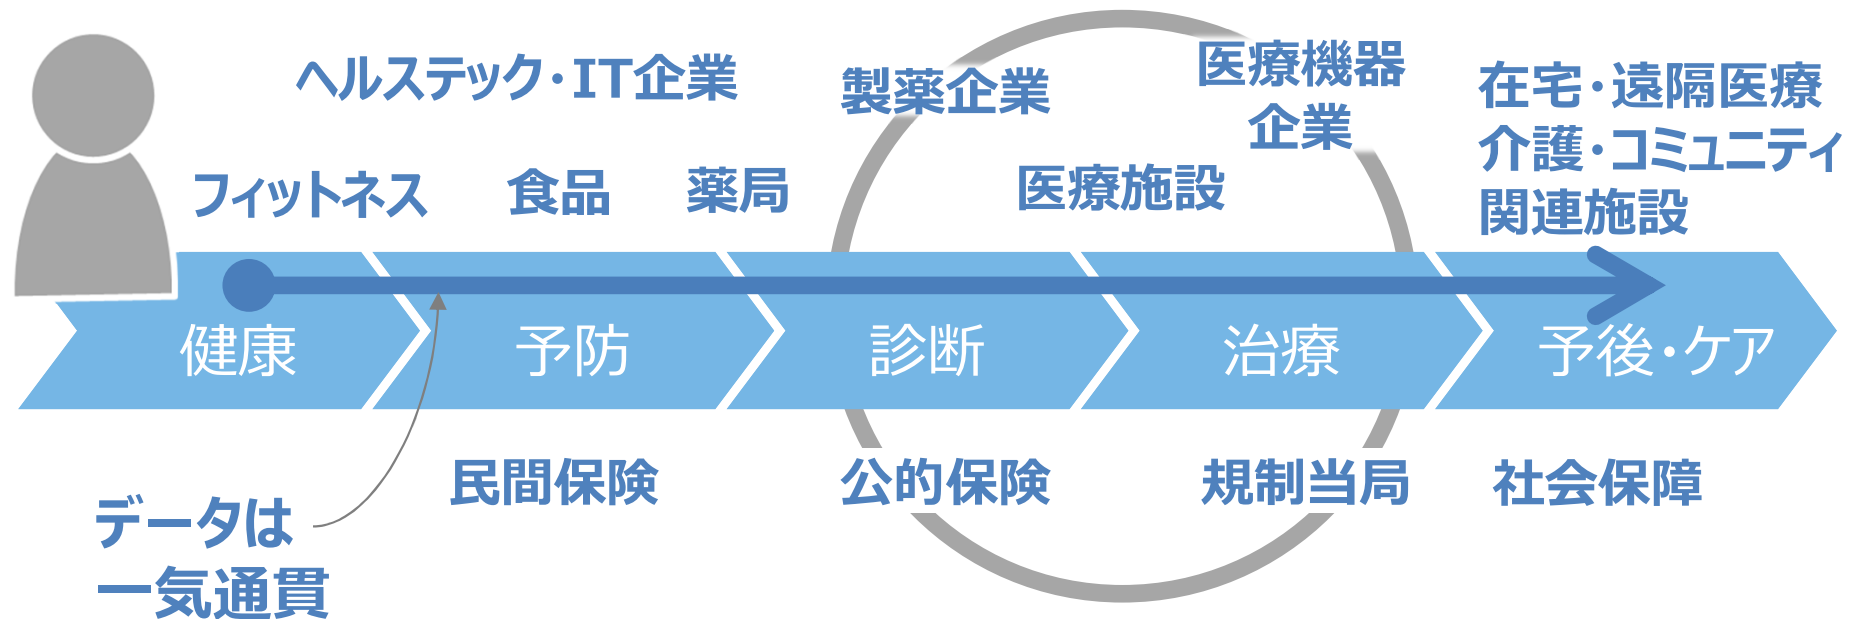 ヘルステック・IT企業
製薬企業
医療機器
企業
在宅・遠隔医療
介護・コミュニティ
関連施設
フィットネス
食品
薬局
医療施設
健康
予防
診断
治療
予後・ケア
民間保険
公的保険
規制当局
社会保障
データは
一気通貫